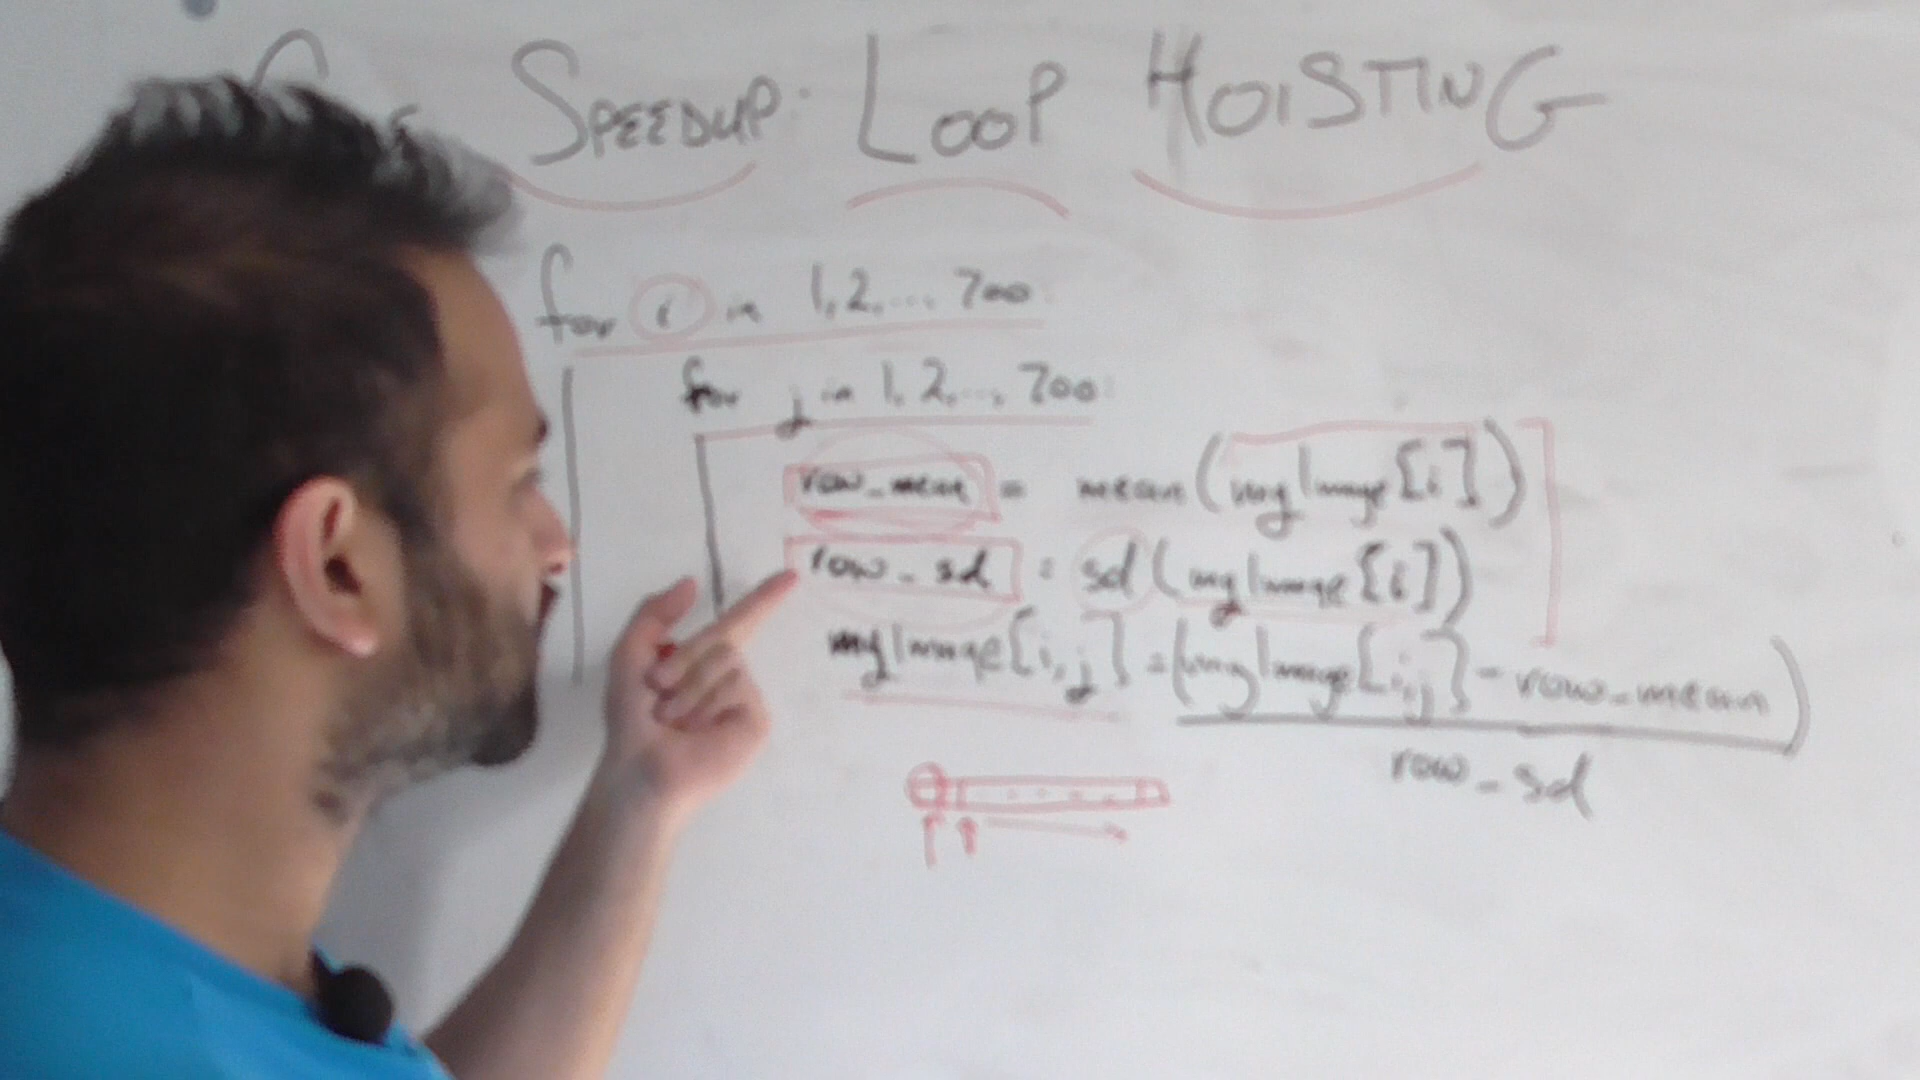 SPEEDUP: LOOP HOISTING
for i in 1,2,..., 700:
for j in 1,2,..., 700:
row_mean = mean(myImage[i])
row_sd = sd(myImage[i])
myImage[i,j] = (myImage[i,j] - row_mean)
row_sd